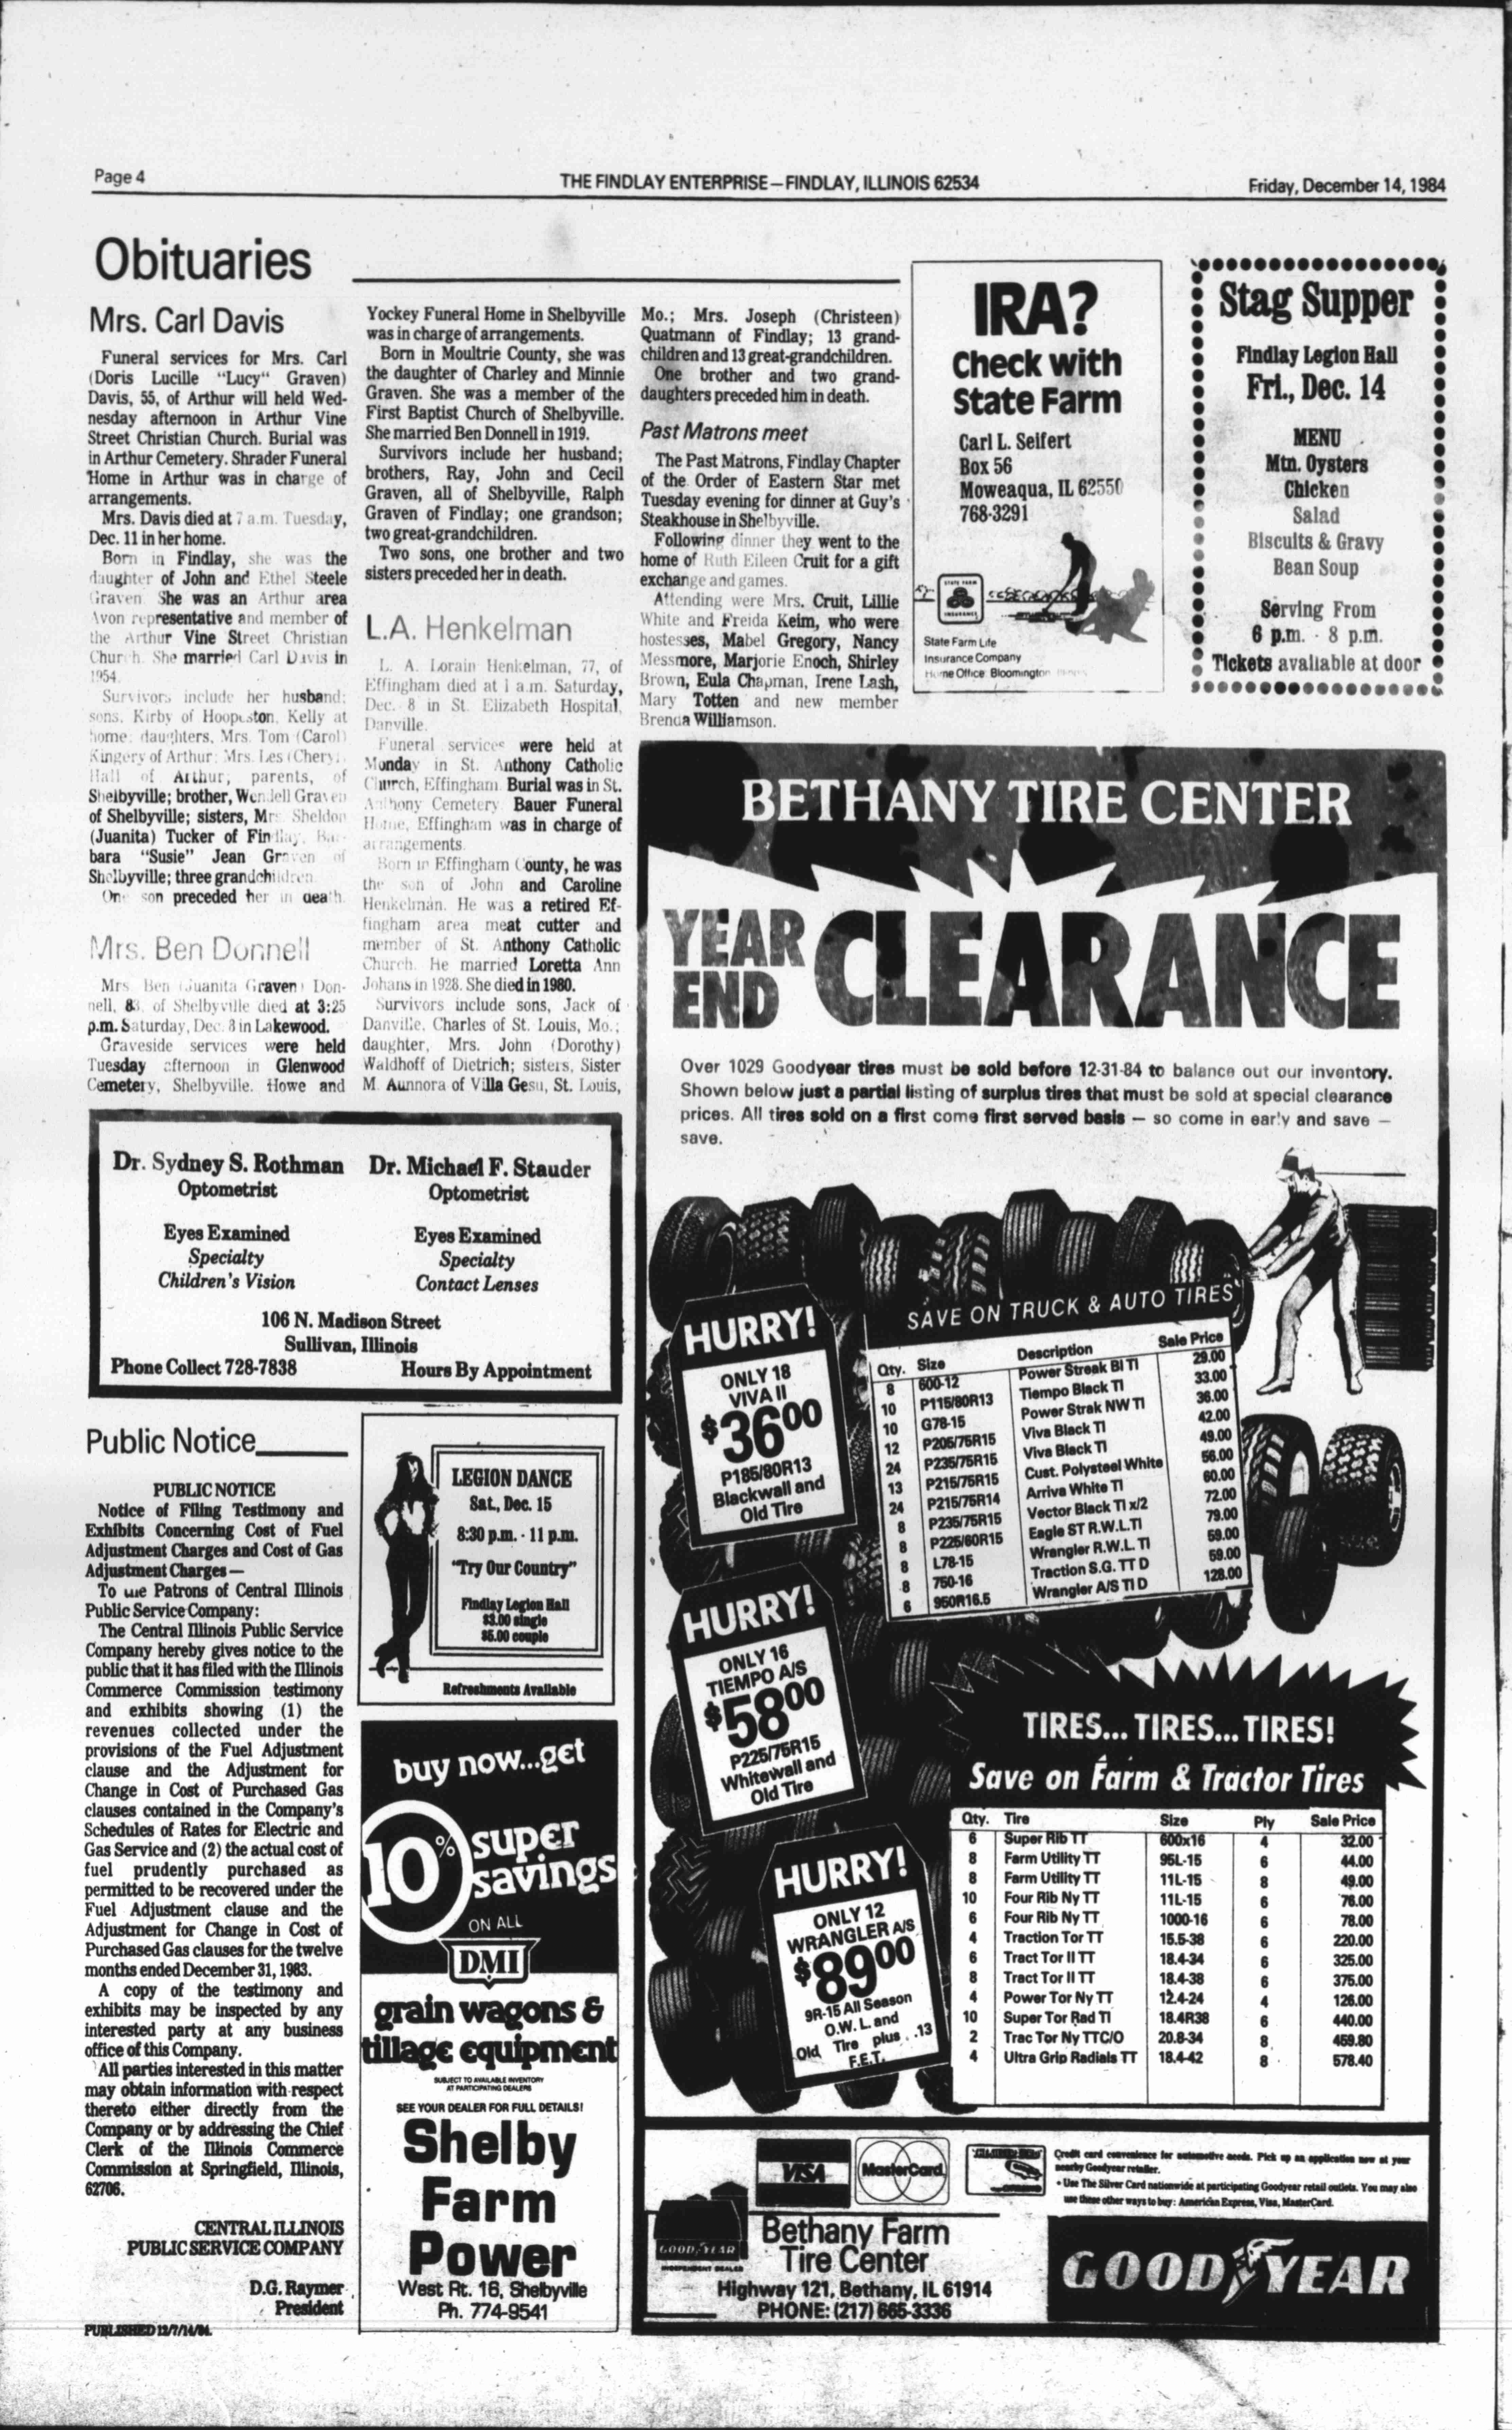 Page 4
THE FINDLAY ENTERPRISE—FINDLAY, ILLINOIS 62534
Friday, December 14, 1984
Obituaries
Mrs. Carl Davis
Funeral services for Mrs. Carl
(Doris Lucille "Lucy" Graven)
Davis, 55, of Arthur will held Wed-
nesday afternoon in Arthur Vine
Street Christian Church. Burial was
in Arthur Cemetery. Shrader Funeral
Home in Arthur was in charge of
arrangements.
Mrs. Davis died at 7 a.m. Tuesday,
Dec. 11 in her home.
Born in Findlay, she was the
daughter of John and Ethel Steele
Graven. She was an Arthur area
Avon representative and member of
the Arthur Vine Street Christian
Church. She married Carl Davis in
1954.
Survivors include her husband;
sons, Kirby of Hoopeston, Kelly at
home; daughters, Mrs. Tom (Carol)
Kingery of Arthur; Mrs. Les (Cheryl)
Hall of Arthur; parents, of
Shelbyville; brother, Wendell Graven
of Shelbyville; sisters, Mrs. Sheldon
(Juanita) Tucker of Findlay, Bar-
bara "Susie" Jean Graven of
Shelbyville; three grandchildren.
One son preceded her in death.
Mrs. Ben Donnell
Mrs. Ben (Juanita Graven) Don-
nell, 83, of Shelbyville died at 3:25
p.m. Saturday, Dec. 8 in Lakewood.
Graveside services were held
Tuesday afternoon in Glenwood
Cemetery, Shelbyville. Howe and
Yockey Funeral Home in Shelbyville
was in charge of arrangements.
Born in Moultrie County, she was
the daughter of Charley and Minnie
Graven. She was a member of the
First Baptist Church of Shelbyville.
She married Ben Donnell in 1919.
Survivors include her husband;
brothers, Ray, John and Cecil
Graven, all of Shelbyville, Ralph
Graven of Findlay; one grandson;
two great-grandchildren.
Two sons, one brother and two
sisters preceded her in death.
L.A. Henkelman
L. A. Lorain Henkelman, 77, of
Effingham died at 1 a.m. Saturday,
Dec. 8 in St. Elizabeth Hospital,
Danville.
Funeral services were held at
Monday in St. Anthony Catholic
Church, Effingham. Burial was in St.
Anthony Cemetery. Bauer Funeral
Home, Effingham was in charge of
arrangements.
Born in Effingham County, he was
the son of John and Caroline
Henkelman. He was a retired Ef-
fingham area meat cutter and
member of St. Anthony Catholic
Church. He married Loretta Ann
Johans in 1928. She died in 1980.
Survivors include sons, Jack of
Danville, Charles of St. Louis, Mo.;
daughter, Mrs. John (Dorothy)
Waldhoff of Dietrich; sisters, Sister
M. Aunnora of Villa Gesu, St. Louis,
Mo.; Mrs. Joseph (Christeen)
Quatmann of Findlay; 13 grand-
children and 13 great-grandchildren.
One brother and two grand-
daughters preceded him in death.
Past Matrons meet
The Past Matrons, Findlay Chapter
of the Order of Eastern Star met
Tuesday evening for dinner at Guy's
Steakhouse in Shelbyville.
Following dinner they went to the
home of Ruth Eileen Cruit for a gift
exchange and games.
Attending were Mrs. Cruit, Lillie
White and Freida Keim, who were
hostesses, Mabel Gregory, Nancy
Messmore, Marjorie Enoch, Shirley
Brown, Eula Chapman, Irene Lash,
Mary Totten and new member
Brenda Williamson.
IRA?
Check with
State Farm
Carl L. Seifert
Box 56
Moweaqua, IL 62550
768-3291
STATE FARM
INSURANCE
State Farm Life
Insurance Company
Home Office: Bloomington
Stag Supper
Findlay Legion Hall
Fri., Dec. 14
MENU
Mtn. Oysters
Chicken
Salad
Biscuits & Gravy
Bean Soup
Serving From
6 p.m. - 8 p.m.
Tickets available at door
Dr. Sydney S. Rothman
Optometrist
Eyes Examined
Specialty
Children's Vision
Dr. Michael F. Stauder
Optometrist
Eyes Examined
Specialty
Contact Lenses
106 N. Madison Street
Sullivan, Illinois
Phone Collect 728-7838
Hours By Appointment
Public Notice
PUBLIC NOTICE
Notice of Filing Testimony and
Exhibits Concerning Cost of Fuel
Adjustment Charges and Cost of Gas
Adjustment Charges—
To the Patrons of Central Illinois
Public Service Company:
The Central Illinois Public Service
Company hereby gives notice to the
public that it has filed with the Illinois
Commerce Commission testimony
and exhibits showing (1) the
revenues collected under the
provisions of the Fuel Adjustment
clause and the Adjustment for
Change in Cost of Purchased Gas
clauses contained in the Company's
Schedules of Rates for Electric and
Gas Service and (2) the actual cost of
fuel prudently purchased as
permitted to be recovered under the
Fuel Adjustment clause and the
Adjustment for Change in Cost of
Purchased Gas clauses for the twelve
months ended December 31, 1983.
A copy of the testimony and
exhibits may be inspected by any
interested party at any business
office of this Company.
All parties interested in this matter
may obtain information with respect
thereto either directly from the
Company or by addressing the Chief
Clerk of the Illinois Commerce
Commission at Springfield, Illinois,
62706.
CENTRAL ILLINOIS
PUBLIC SERVICE COMPANY
D.G. Raymer
President
PUBLISHED 12/7/14/84.
LEGION DANCE
Sat., Dec. 15
8:30 p.m. - 11 p.m.
"Try Our Country"
Findlay Legion Hall
$3.00 single
$5.00 couple
Refreshments Available
buy now...get
10% super
savings
ON ALL
DMI
grain wagons &
tillage equipment
SUBJECT TO AVAILABLE INVENTORY
AT PARTICIPATING DEALERS
SEE YOUR DEALER FOR FULL DETAILS!
Shelby
Farm
Power
West Rt. 16, Shelbyville
Ph. 774-9541
BETHANY TIRE CENTER
YEAR
END
CLEARANCE
Over 1029 Goodyear tires must be sold before 12-31-84 to balance out our inventory.
Shown below just a partial listing of surplus tires that must be sold at special clearance
prices. All tires sold on a first come first served basis — so come in early and save —
save.
HURRY!
ONLY 18
VIVA II
$36.00
P185/80R13
Blackwall and
Old Tire
SAVE ON TRUCK & AUTO TIRES
Qty. Size Description Sale Price
8 600-12 Power Streak Bl Tl 29.00
10 P115/80R13 Tiempo Black Tl 33.00
10 G78-15 Power Strak NW Tl 36.00
12 P205/75R15 Viva Black Tl 42.00
24 P235/75R15 Viva Black Tl 49.00
13 P215/75R15 Cust. Polysteel White 56.00
24 P215/75R14 Arriva White Tl 60.00
8 P235/75R15 Vector Black Tl x/2 72.00
8 P225/60R15 Eagle ST R.W.L.Tl 79.00
8 L78-15 Wrangler R.W.L. Tl 59.00
8 750-16 Traction S.G. TT D 59.00
6 950R16.5 Wrangler A/S Tl D 128.00
HURRY!
ONLY 16
TIEMPO A/S
$58.00
P225/75R15
Whitewall and
Old Tire
HURRY!
ONLY 12
WRANGLER A/S
$89.00
9R-15 All Season
O.W.L. and
Old Tire plus .13
F.E.T.
TIRES... TIRES... TIRES!
Save on Farm & Tractor Tires
Qty. Tire Size Ply Sale Price
6 Super Rib TT 600x16 4 32.00
8 Farm Utility TT 95L-15 6 44.00
8 Farm Utility TT 11L-15 8 49.00
10 Four Rib Ny TT 11L-15 6 76.00
6 Four Rib Ny TT 1000-16 6 78.00
4 Traction Tor TT 15.5-38 6 220.00
6 Tract Tor II TT 18.4-34 6 325.00
8 Tract Tor II TT 18.4-38 6 375.00
4 Power Tor Ny TT 12.4-24 4 126.00
10 Super Tor Rad Tl 18.4R38 6 440.00
2 Trac Tor Ny TTC/O 20.8-34 8 459.80
4 Ultra Grip Radials TT 18.4-42 8 578.40
VISA
MasterCard
Credit card convenience for automotive needs. Pick up an application now at your
nearby Goodyear retailer.
• Use The Silver Card nationwide at participating Goodyear retail outlets. You may also
use these other ways to buy: American Express, Visa, MasterCard.
GOODYEAR
INDEPENDENT DEALER
Bethany Farm
Tire Center
Highway 121, Bethany, IL 61914
PHONE: (217) 665-3336
GOODYEAR